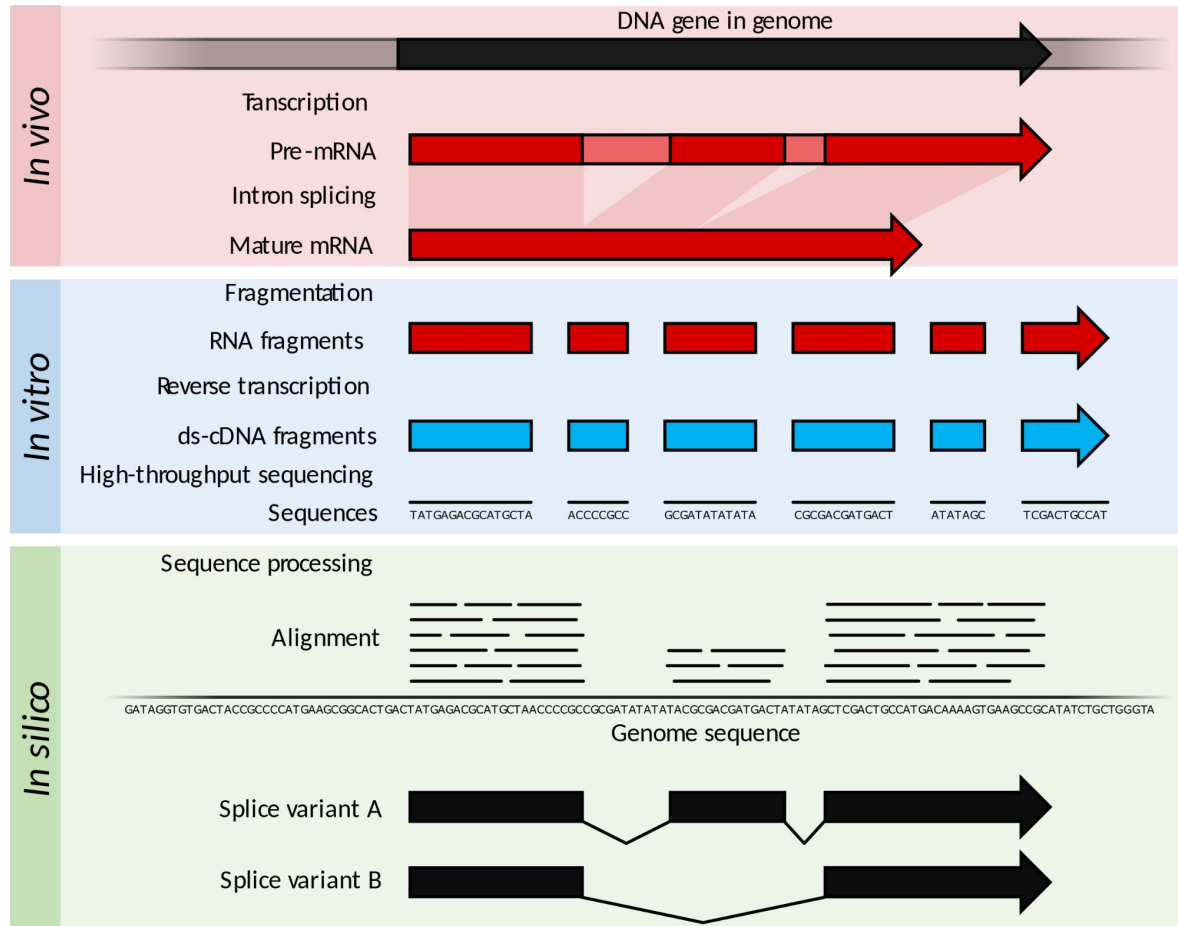 DNA gene in genome
In vivo
Tanscription
Pre-mRNA
Intron splicing
Mature mRNA
In vitro
Fragmentation
RNA fragments
Reverse transcription
ds-cDNA fragments
High-throughput sequencing
Sequences TATGAGACGCATGCTA ACCCCGCC GCGATATATATA CGCGACGATGACT ATATAGC TCGACTGCCAT
In silico
Sequence processing
Alignment
GATAGGTGTGACTACCGCCCCATGAAGCGGCACTGACTATGAGACGCATGCTAACCCCGCCGCGATATATATACGCGACGATGACTATATAGCTCGACTGCCATGACAAAAGTGAAGCCGCATATCTGCTGGGTA
Genome sequence
Splice variant A
Splice variant B